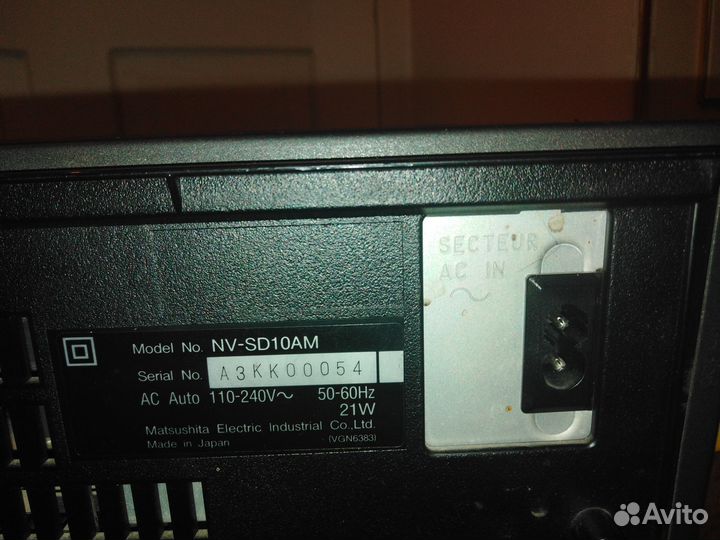 SECTEUR
AC IN
Model No. NV-SD10AM
Serial No. A3KK00054
AC Auto 110-240V~ 50-60Hz
21W
Matsushita Electric Industrial Co.,Ltd.
Made in Japan (VGN6383)
Avito